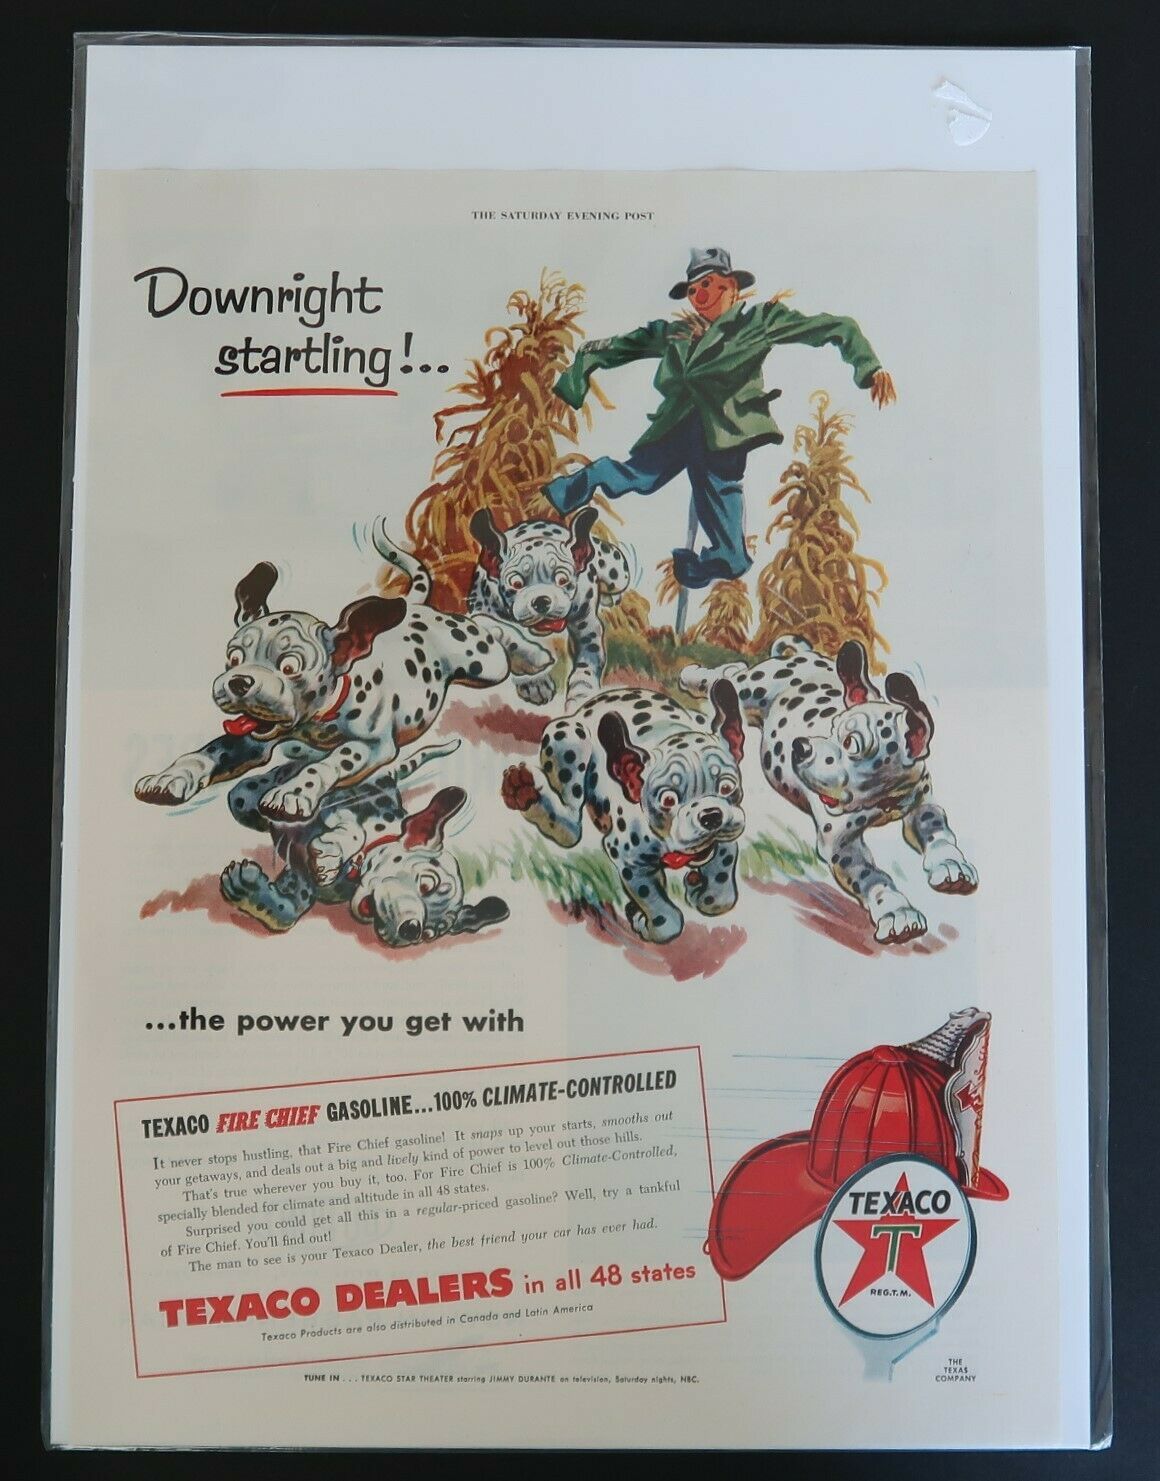 THE SATURDAY EVENING POST
Downright
startling!...
...the power you get with
TEXACO FIRE CHIEF GASOLINE...100% CLIMATE-CONTROLLED
It never stops hustling, that Fire Chief gasoline! It snaps up your starts, smooths out
your getaways, and deals out a big and lively kind of power to level out those hills.
That's true wherever you buy it, too. For Fire Chief is 100% Climate-Controlled,
specially blended for climate and altitude in all 48 states.
Surprised you could get all this in a regular-priced gasoline? Well, try a tankful
of Fire Chief. You'll find out!
The man to see is your Texaco Dealer, the best friend your car has ever had.
TEXACO DEALERS in all 48 states
Texaco Products are also distributed in Canada and Latin America
TEXACO
T
REG.T.M.
THE
TEXAS
COMPANY
TUNE IN... TEXACO STAR THEATER starring JIMMY DURANTE on television, Saturday nights, NBC.